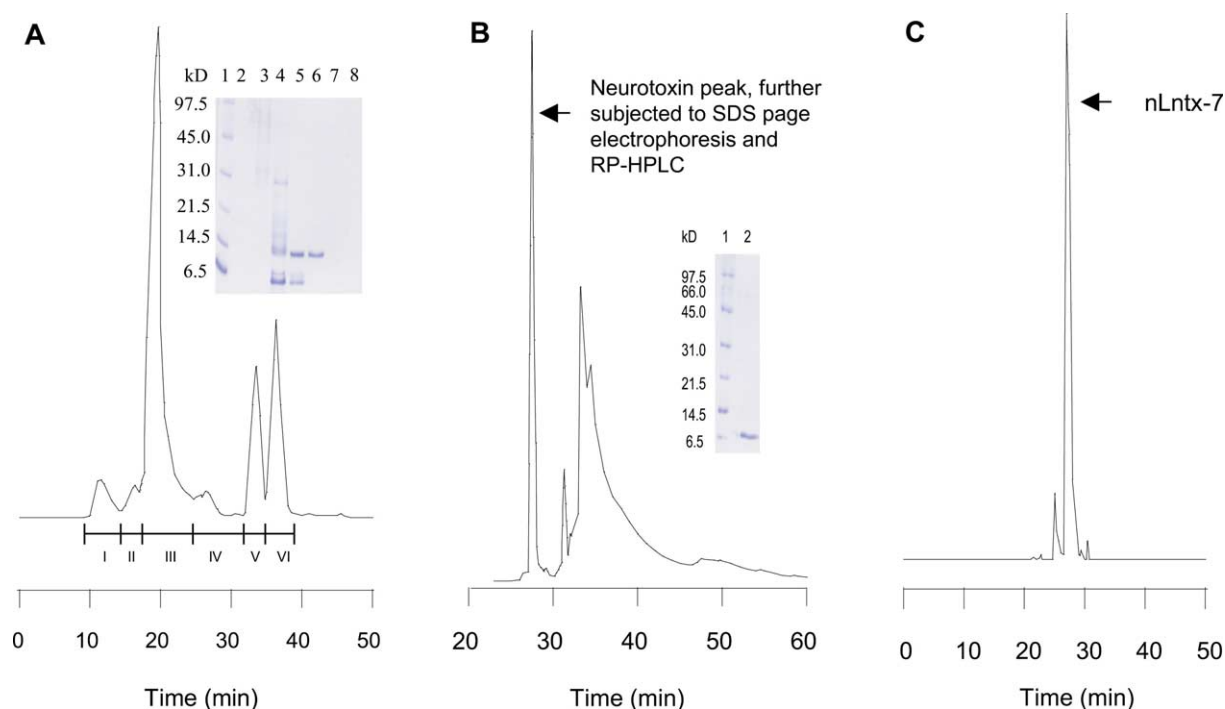 A
kD 1 2 3 4 5 6 7 8
97.5
45.0
31.0
21.5
14.5
6.5
I II III IV V VI
0 10 20 30 40 50
Time (min)
B
Neurotoxin peak, further
subjected to SDS page
electrophoresis and
RP-HPLC
kD 1 2
97.5
66.0
45.0
31.0
21.5
14.5
6.5
20 30 40 50 60
Time (min)
C
nLntx-7
0 10 20 30 40 50
Time (min)